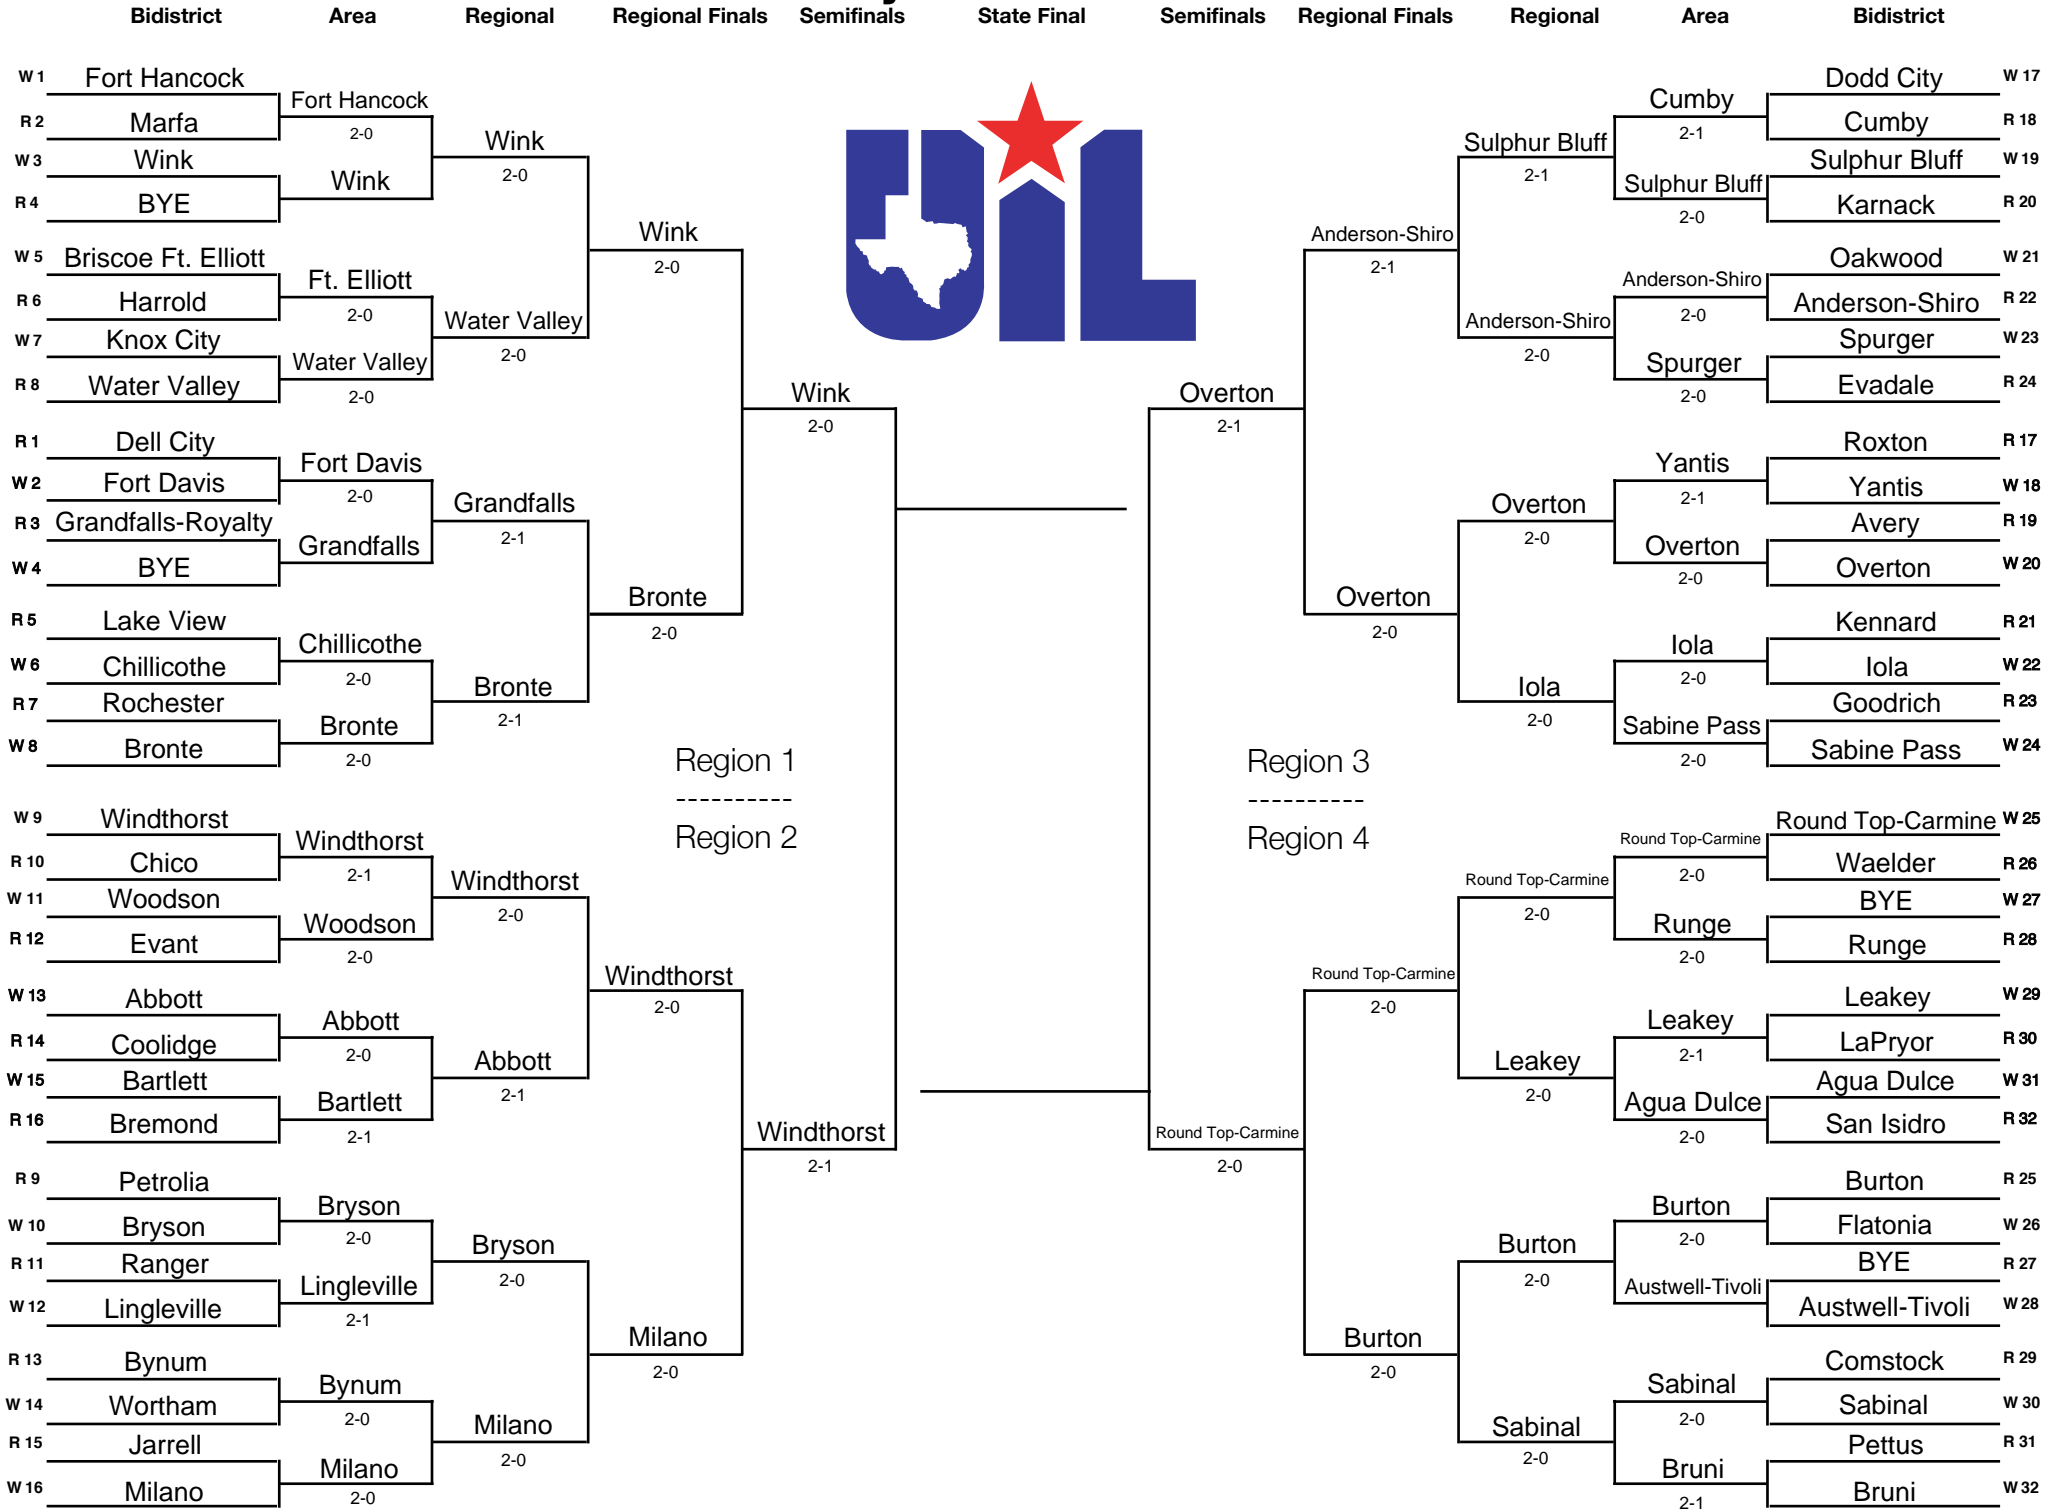 Bidistrict Area Regional Regional Finals Semifinals State Final Semifinals Regional Finals Regional Area Bidistrict
W 1 Fort Hancock
Fort Hancock
R 2 Marfa
2-0
W 3 Wink
Wink
R 4 BYE
Wink
2-0
W 5 Briscoe Ft. Elliott
Ft. Elliott
R 6 Harrold
2-0
W 7 Knox City
Water Valley
R 8 Water Valley
2-0
Water Valley
2-0
Wink
2-0
R 1 Dell City
Fort Davis
W 2 Fort Davis
2-0
R 3 Grandfalls-Royalty
Grandfalls
W 4 BYE
Grandfalls
2-1
R 5 Lake View
Chillicothe
W 6 Chillicothe
2-0
R 7 Rochester
Bronte
W 8 Bronte
2-0
Bronte
2-1
Bronte
2-0
Wink
2-0
Region 1
----------
Region 2
W 9 Windthorst
Windthorst
R 10 Chico
2-1
W 11 Woodson
Woodson
R 12 Evant
2-0
Windthorst
2-0
W 13 Abbott
Abbott
R 14 Coolidge
2-0
W 15 Bartlett
Bartlett
R 16 Bremond
2-1
Abbott
2-1
Windthorst
2-0
R 9 Petrolia
Bryson
W 10 Bryson
2-0
R 11 Ranger
Lingleville
W 12 Lingleville
2-1
Bryson
2-0
R 13 Bynum
Bynum
W 14 Wortham
2-0
R 15 Jarrell
Milano
W 16 Milano
2-0
Milano
2-0
Milano
2-0
Windthorst
2-1
UIL
Dodd City W 17
Cumby
Cumby R 18
2-1
Sulphur Bluff W 19
Sulphur Bluff
Karnack R 20
2-0
Sulphur Bluff
2-1
Oakwood W 21
Anderson-Shiro
Anderson-Shiro R 22
2-0
Spurger W 23
Spurger
Evadale R 24
2-0
Anderson-Shiro
2-0
Anderson-Shiro
2-1
Roxton R 17
Yantis
Yantis W 18
2-1
Avery R 19
Overton
Overton W 20
2-0
Overton
2-0
Kennard R 21
Iola
Iola W 22
2-0
Goodrich R 23
Sabine Pass
Sabine Pass W 24
2-0
Iola
2-0
Overton
2-0
Overton
2-1
Region 3
----------
Region 4
Round Top-Carmine W 25
Round Top-Carmine
Waelder R 26
2-0
BYE W 27
Runge
Runge R 28
2-0
Round Top-Carmine
2-0
Leakey W 29
Leakey
LaPryor R 30
2-1
Agua Dulce W 31
Agua Dulce
San Isidro R 32
2-0
Leakey
2-0
Round Top-Carmine
2-0
Burton R 25
Burton
Flatonia W 26
2-0
BYE R 27
Austwell-Tivoli
Austwell-Tivoli W 28
Burton
2-0
Comstock R 29
Sabinal
Sabinal W 30
2-0
Pettus R 31
Bruni
Bruni W 32
2-1
Sabinal
2-0
Burton
2-0
Round Top-Carmine
2-0